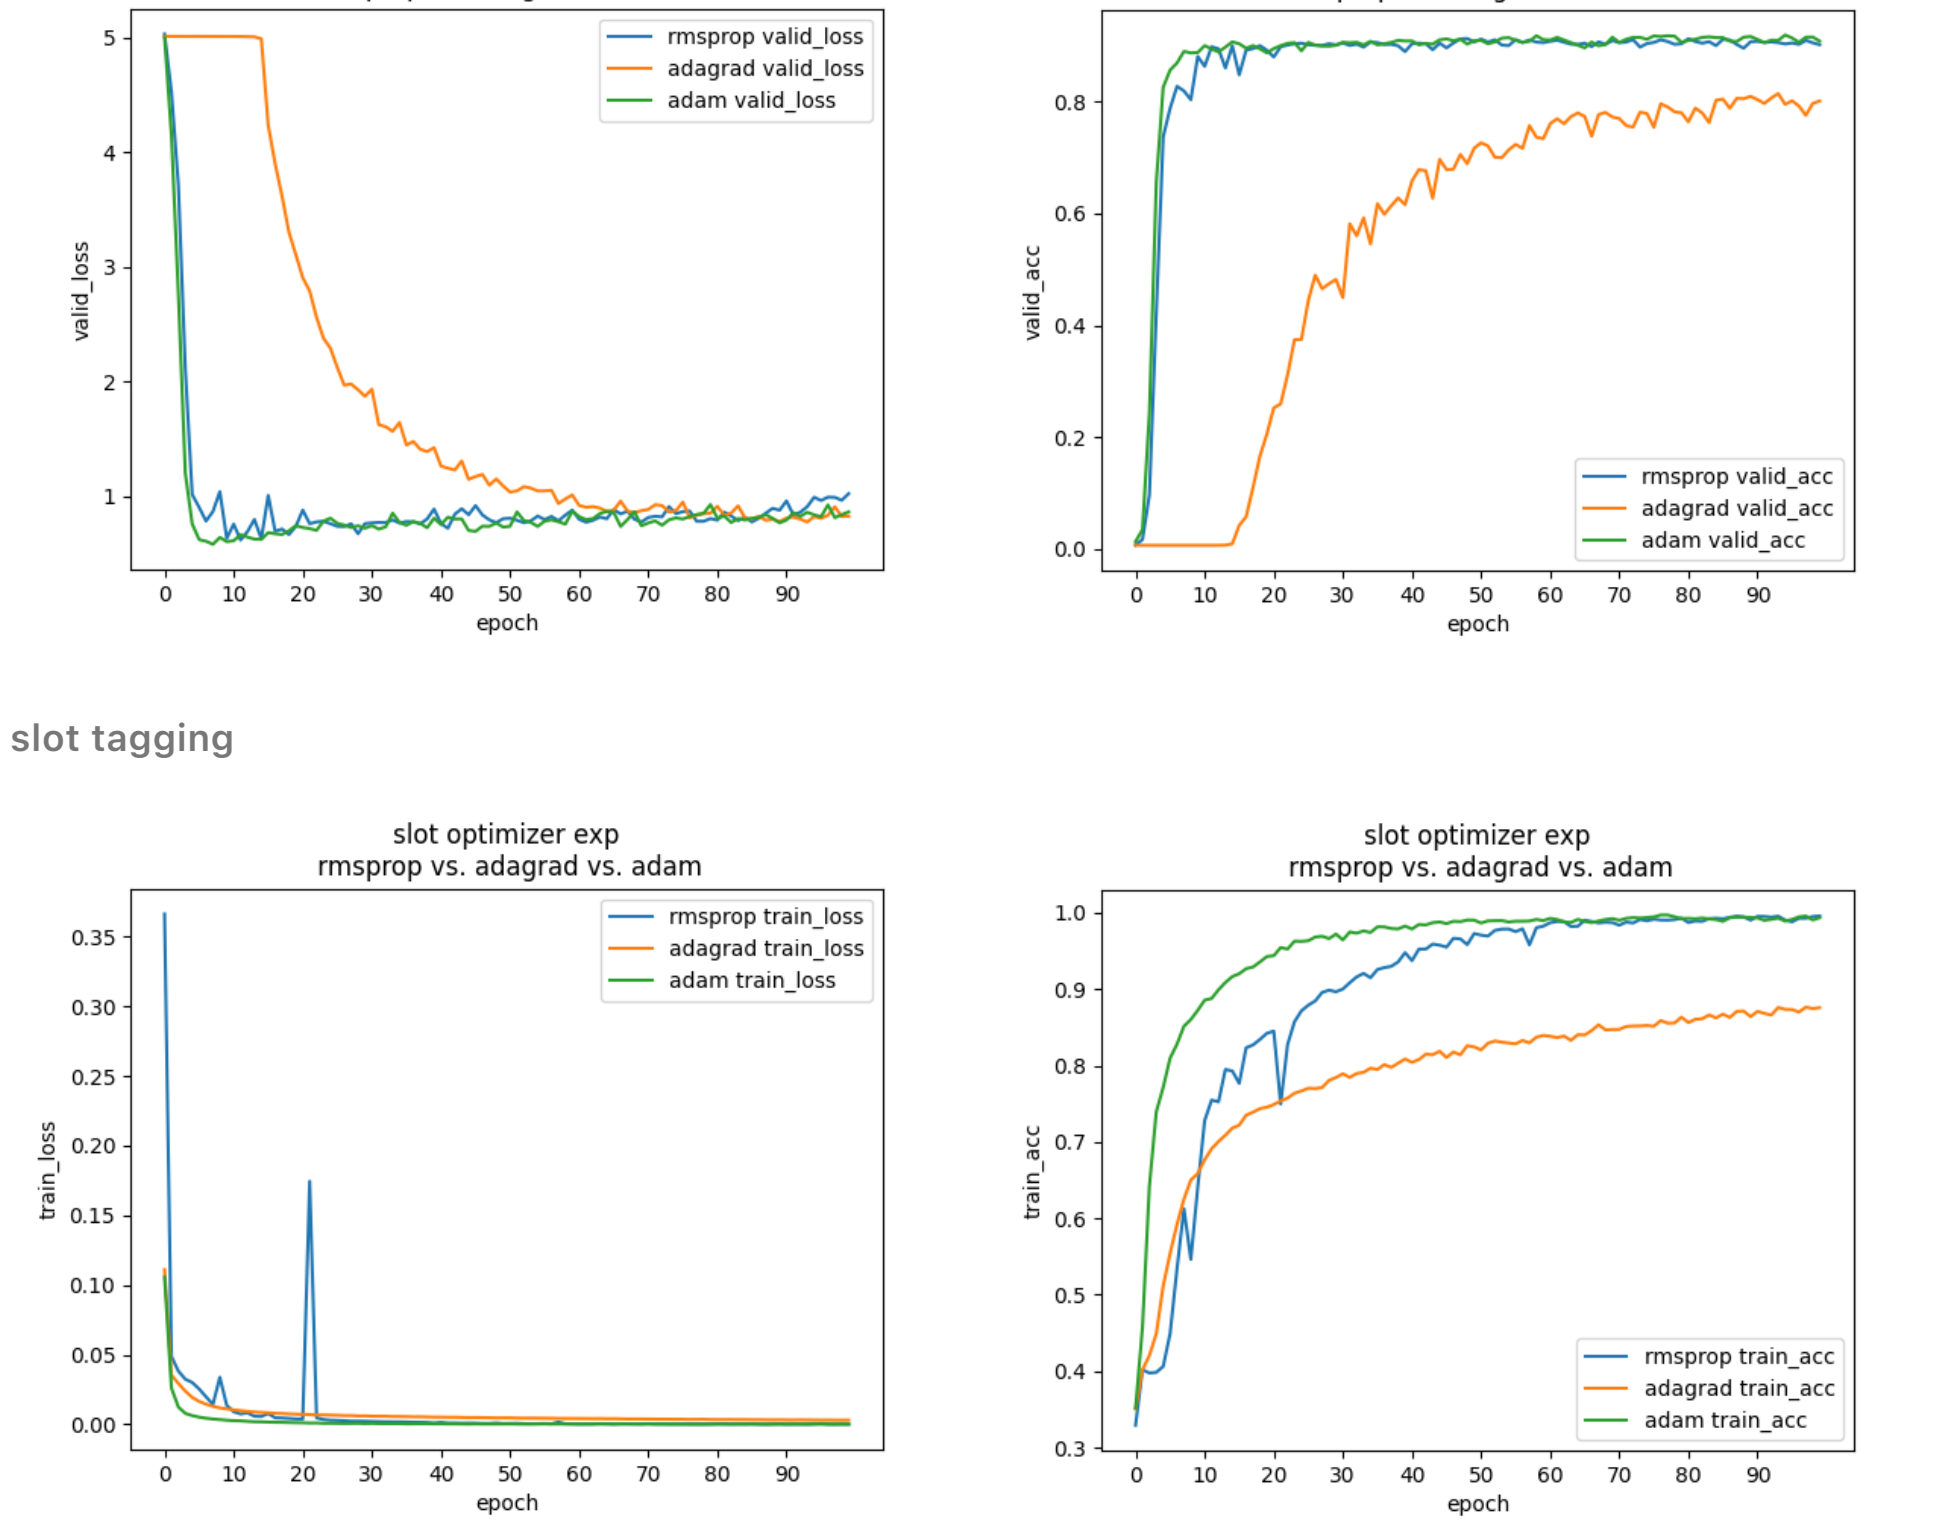 5
4
3
2
1
valid_loss
rmsprop valid_loss
adagrad valid_loss
adam valid_loss
0 10 20 30 40 50 60 70 80 90
epoch
0.8
0.6
0.4
0.2
0.0
valid_acc
rmsprop valid_acc
adagrad valid_acc
adam valid_acc
0 10 20 30 40 50 60 70 80 90
epoch
slot tagging
slot optimizer exp
rmsprop vs. adagrad vs. adam
0.35
0.30
0.25
0.20
0.15
0.10
0.05
0.00
train_loss
rmsprop train_loss
adagrad train_loss
adam train_loss
0 10 20 30 40 50 60 70 80 90
epoch
slot optimizer exp
rmsprop vs. adagrad vs. adam
1.0
0.9
0.8
0.7
0.6
0.5
0.4
0.3
train_acc
rmsprop train_acc
adagrad train_acc
adam train_acc
0 10 20 30 40 50 60 70 80 90
epoch